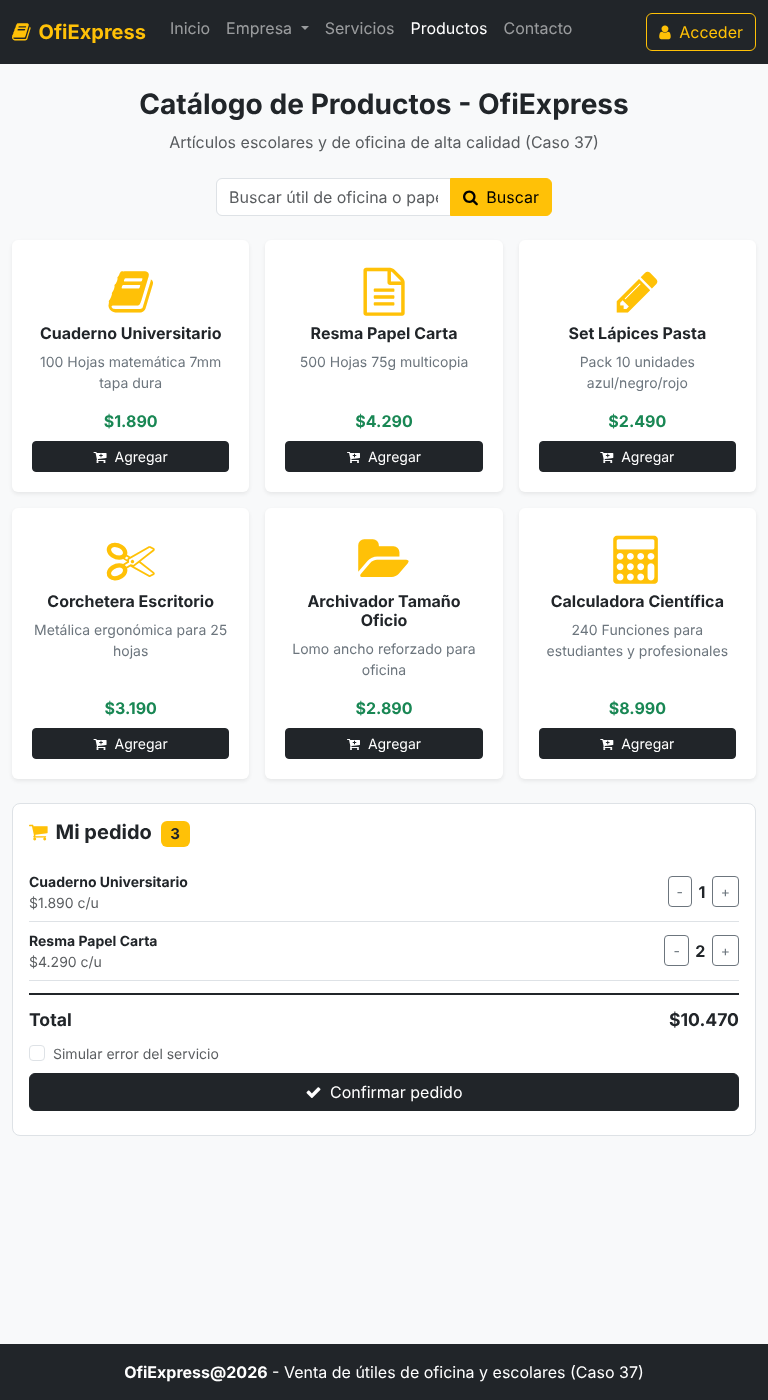 OfiExpress
Inicio
Empresa
Servicios
Productos
Contacto
Acceder
Catálogo de Productos - OfiExpress
Artículos escolares y de oficina de alta calidad (Caso 37)
Buscar útil de oficina o pape
Buscar
Cuaderno Universitario
100 Hojas matemática 7mm
tapa dura
$1.890
Agregar
Resma Papel Carta
500 Hojas 75g multicopia
$4.290
Agregar
Set Lápices Pasta
Pack 10 unidades
azul/negro/rojo
$2.490
Agregar
Corchetera Escritorio
Metálica ergonómica para 25
hojas
$3.190
Agregar
Archivador Tamaño
Oficio
Lomo ancho reforzado para
oficina
$2.890
Agregar
Calculadora Científica
240 Funciones para
estudiantes y profesionales
$8.990
Agregar
Mi pedido 3
Cuaderno Universitario
$1.890 c/u
- 1 +
Resma Papel Carta
$4.290 c/u
- 2 +
Total $10.470
Simular error del servicio
Confirmar pedido
OfiExpress@2026 - Venta de útiles de oficina y escolares (Caso 37)